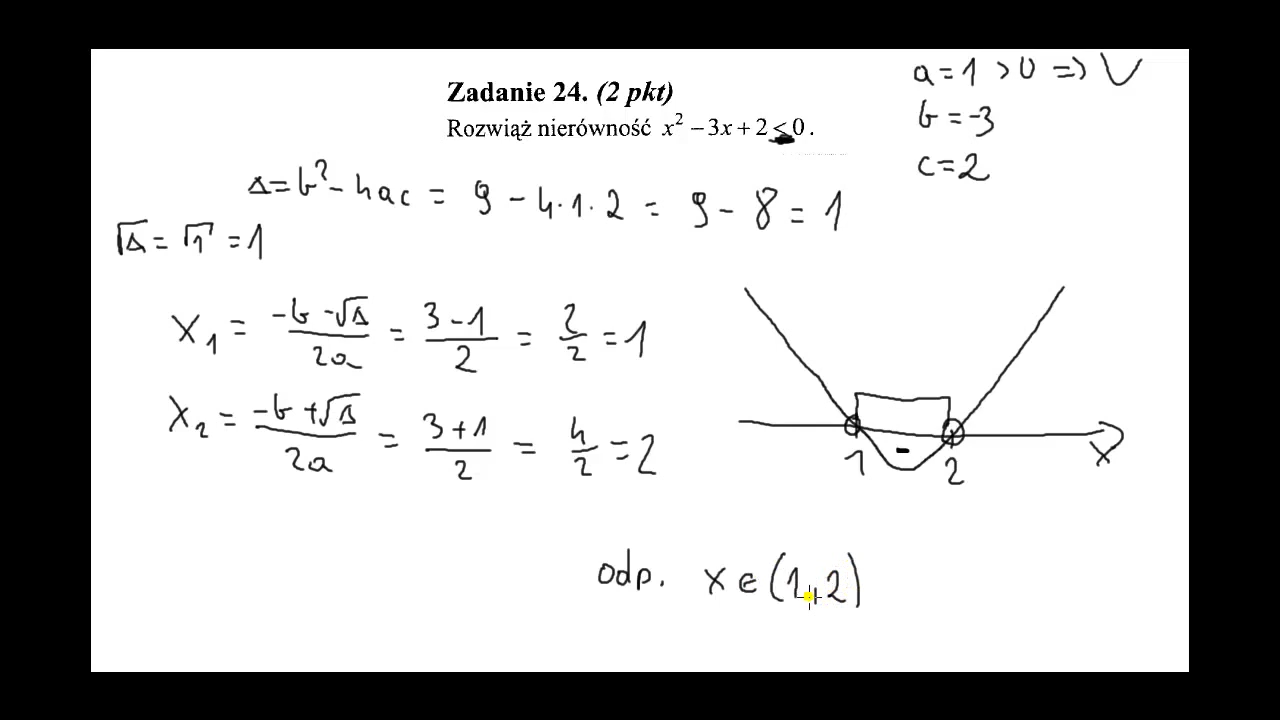 Zadanie 24. (2 pkt)
Rozwiąż nierówność x² − 3x + 2 < 0.
a = 1 > 0 => ∪
b = -3
c = 2
Δ = b² - 4ac = 9 - 4·1·2 = 9 - 8 = 1
√Δ = √1 = 1
x₁ = (-b - √Δ)/2a = (3 - 1)/2 = 2/2 = 1
x₂ = (-b + √Δ)/2a = (3 + 1)/2 = 4/2 = 2
-
1 2 x
odp. x ∈ (1, 2)